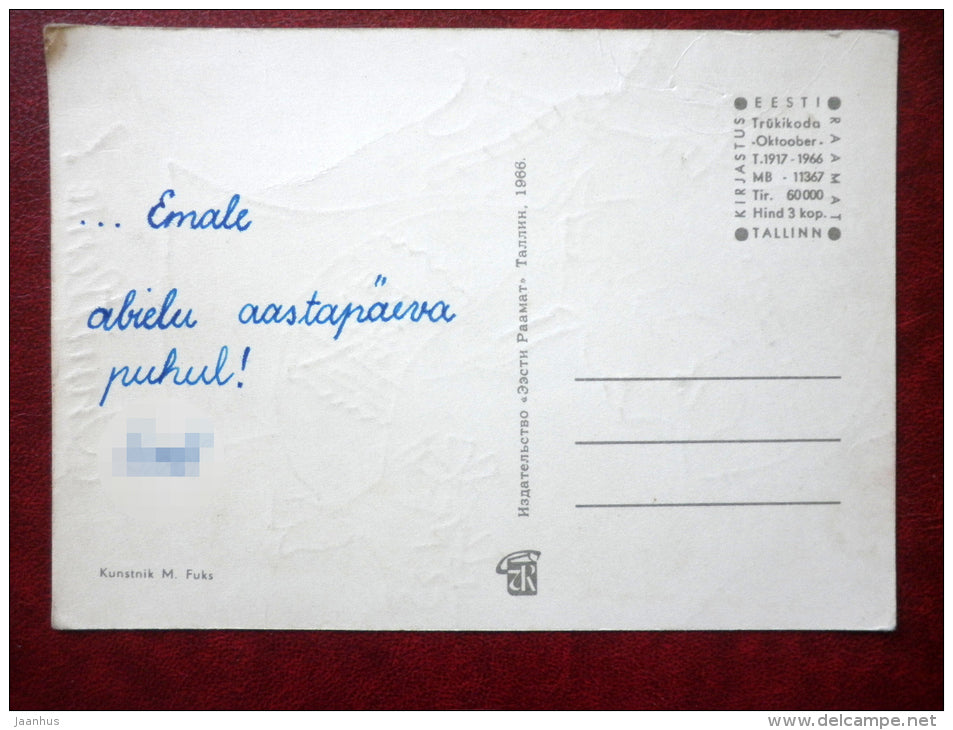 ... Emale
abielu aastapäeva
puhul!
Kunstnik M. Fuks
Издательство «Ээсти Раамат» Таллин, 1966.
EESTI
RAAMAT
KIRJASTUS
Trükikoda
-Oktoober-
T.1917-1966
MB - 11367
Tir. 60000
Hind 3 kop.
TALLINN
jaanhus
www.delcampe.net